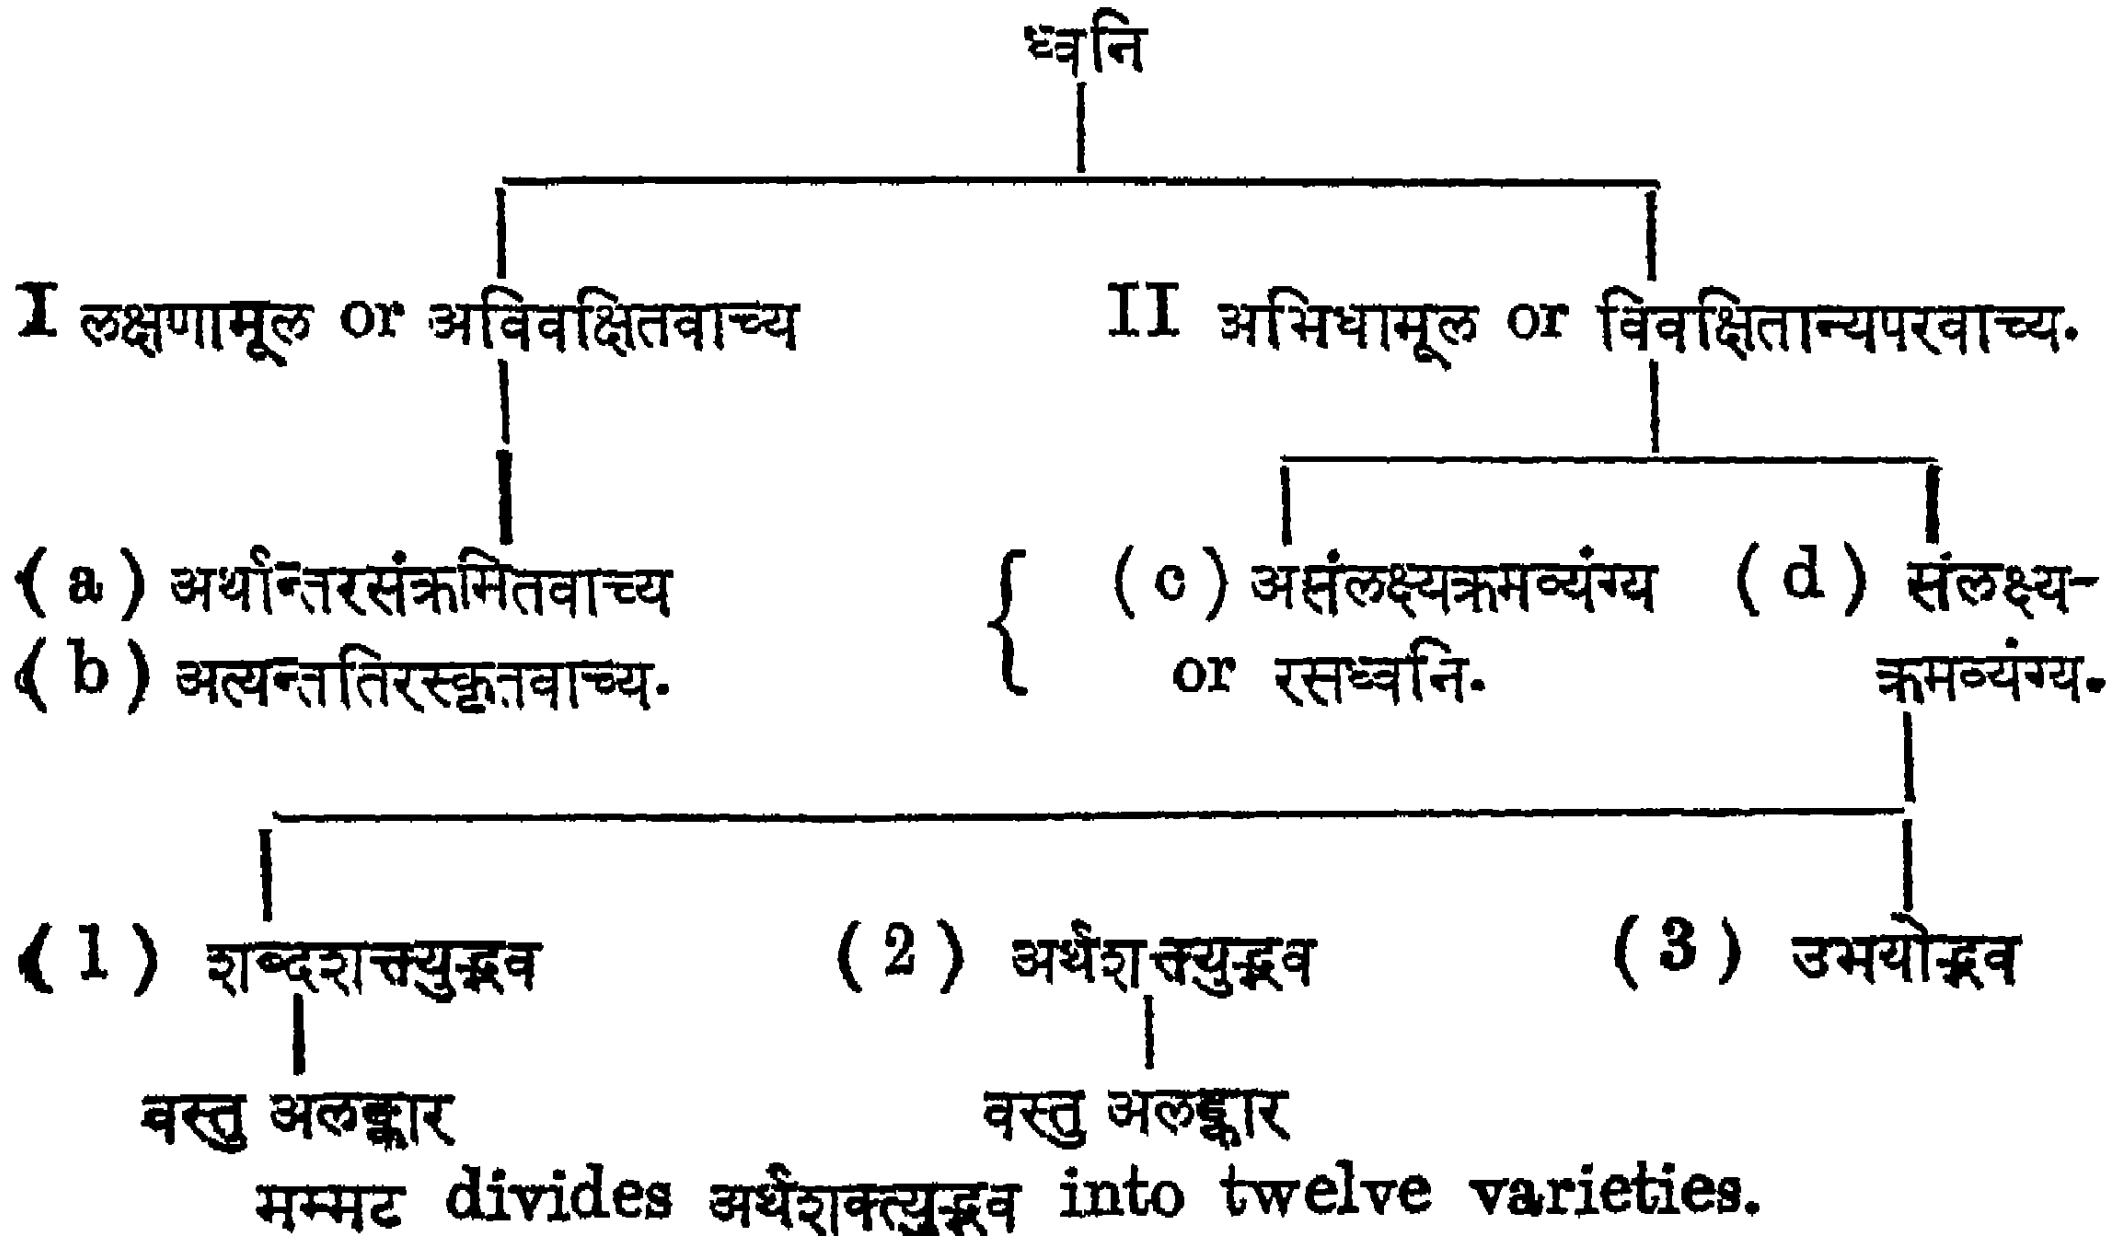 ध्वनि
I लक्षणामूल or अविवक्षितवाच्य II अभिधामूल or विवक्षितान्यपरवाच्य.
(a) अर्थान्तरसंक्रमितवाच्य (c) असंलक्ष्यक्रमव्यंग्य (d) संलक्ष्य-
(b) अत्यन्ततिरस्कृतवाच्य. or रसध्वनि. क्रमव्यंग्य.
(1) शब्दशक्त्युद्भव (2) अर्थशक्त्युद्भव (3) उभयोद्भव
वस्तु अलङ्कार वस्तु अलङ्कार
मम्मट divides अर्थशक्त्युद्भव into twelve varieties.